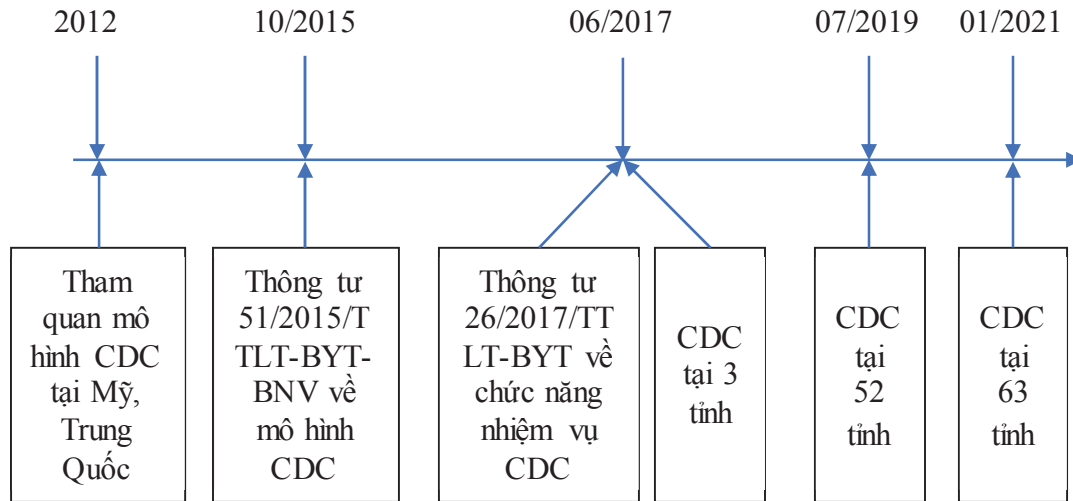 2012
10/2015
06/2017
07/2019
01/2021
Tham
quan mô
hình CDC
tại Mỹ,
Trung
Quốc
Thông tư
51/2015/T
TLT-BYT-
BNV về
mô hình
CDC
Thông tư
26/2017/TT
LT-BYT về
chức năng
nhiệm vụ
CDC
CDC
tại 3
tỉnh
CDC
tại
52
tỉnh
CDC
tại
63
tỉnh